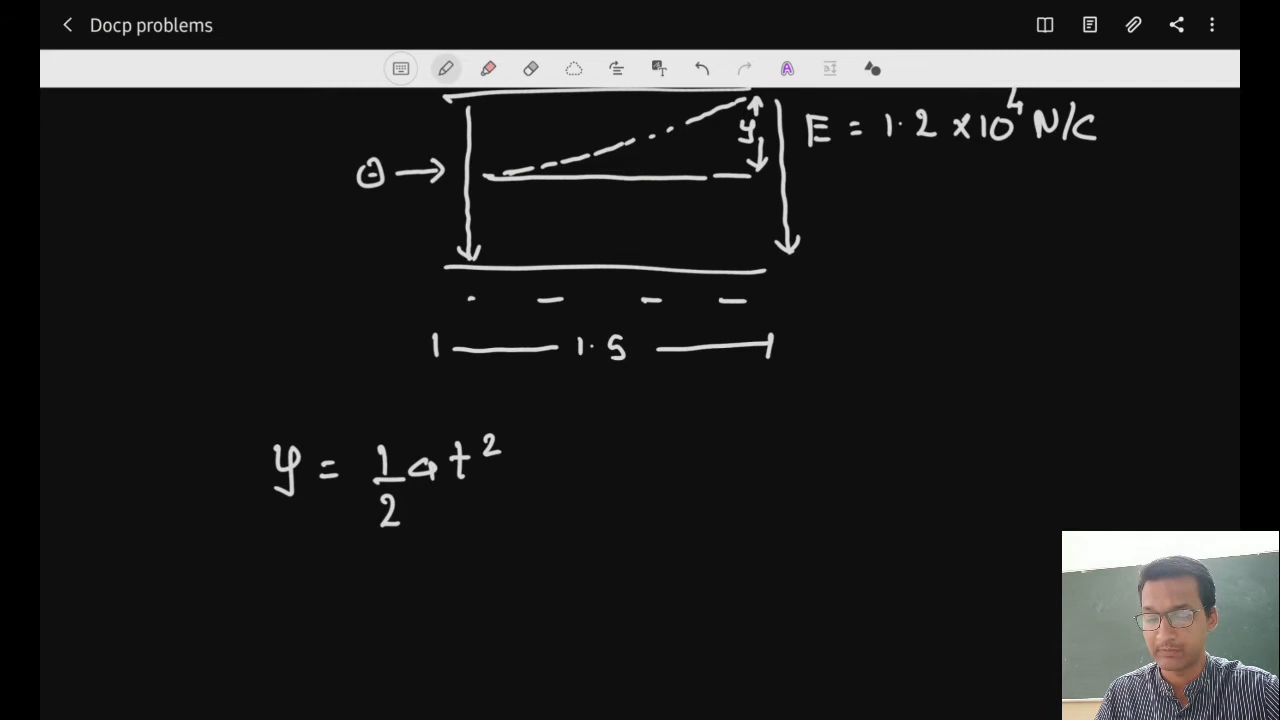 Docp problems
y
E = 1.2 ×10⁴ N/C
⊖ →
- - -
1.5
y = 1/2 at²